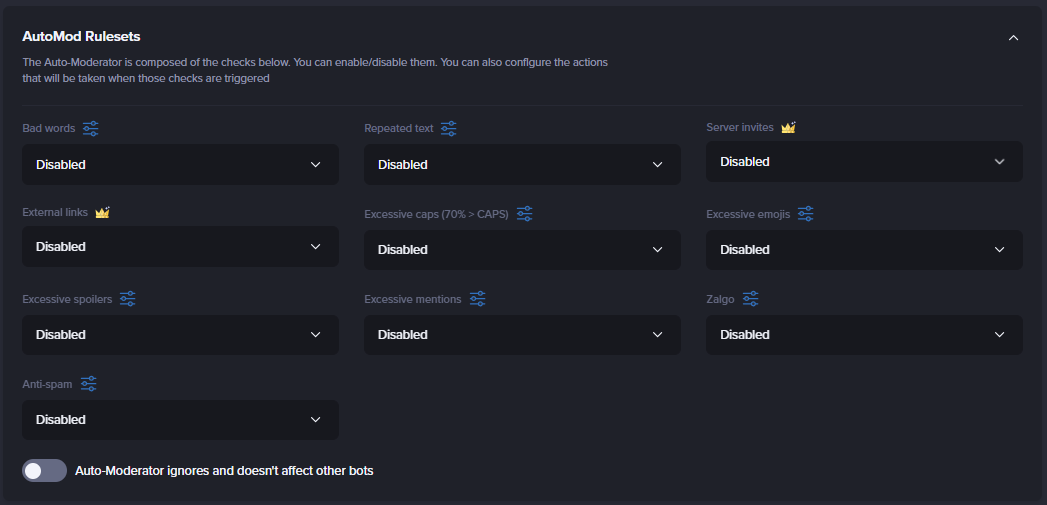 AutoMod Rulesets
The Auto-Moderator is composed of the checks below. You can enable/disable them. You can also configure the actions
that will be taken when those checks are triggered
Bad words
Repeated text
Server invites
Disabled
Disabled
Disabled
External links
Excessive caps (70% > CAPS)
Excessive emojis
Disabled
Disabled
Disabled
Excessive spoilers
Excessive mentions
Zalgo
Disabled
Disabled
Disabled
Anti-spam
Disabled
Auto-Moderator ignores and doesn't affect other bots